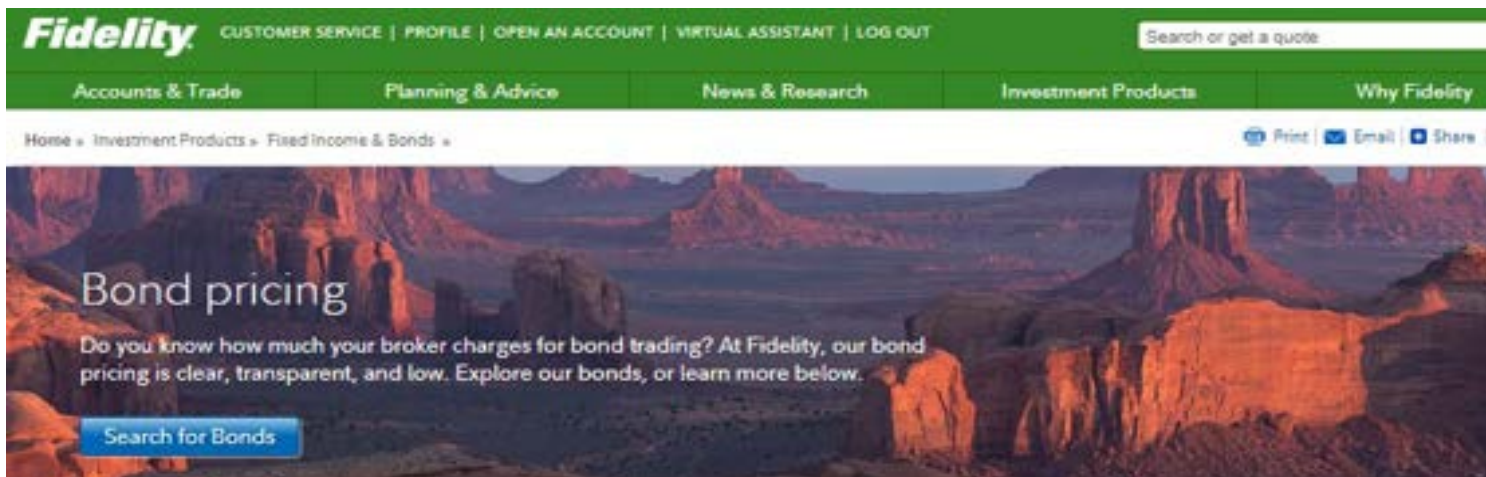 Fidelity
CUSTOMER SERVICE | PROFILE | OPEN AN ACCOUNT | VIRTUAL ASSISTANT | LOG OUT
Search or get a quote
Accounts & Trade
Planning & Advice
News & Research
Investment Products
Why Fidelity
Home » Investment Products » Fixed Income & Bonds »
Print | Email | Share
Bond pricing
Do you know how much your broker charges for bond trading? At Fidelity, our bond
pricing is clear, transparent, and low. Explore our bonds, or learn more below.
Search for Bonds